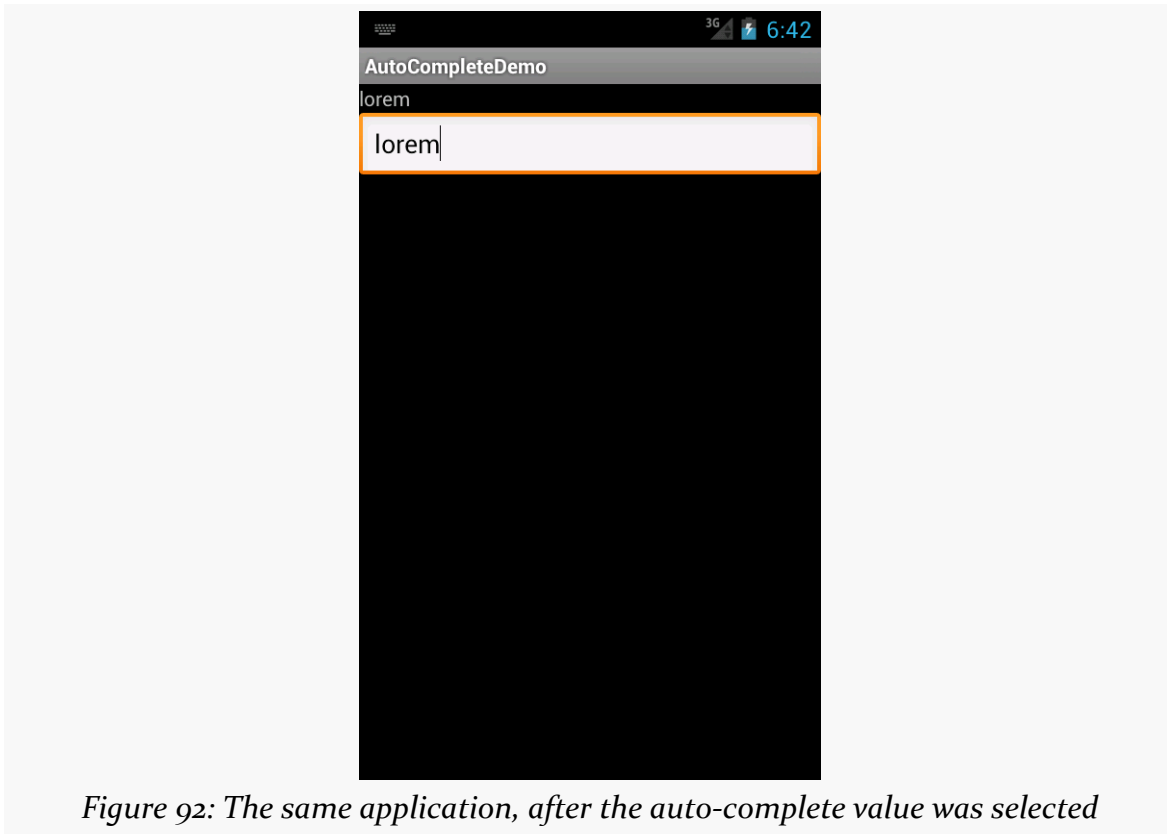 3G 6:42
AutoCompleteDemo
lorem
lorem
Figure 92: The same application, after the auto-complete value was selected